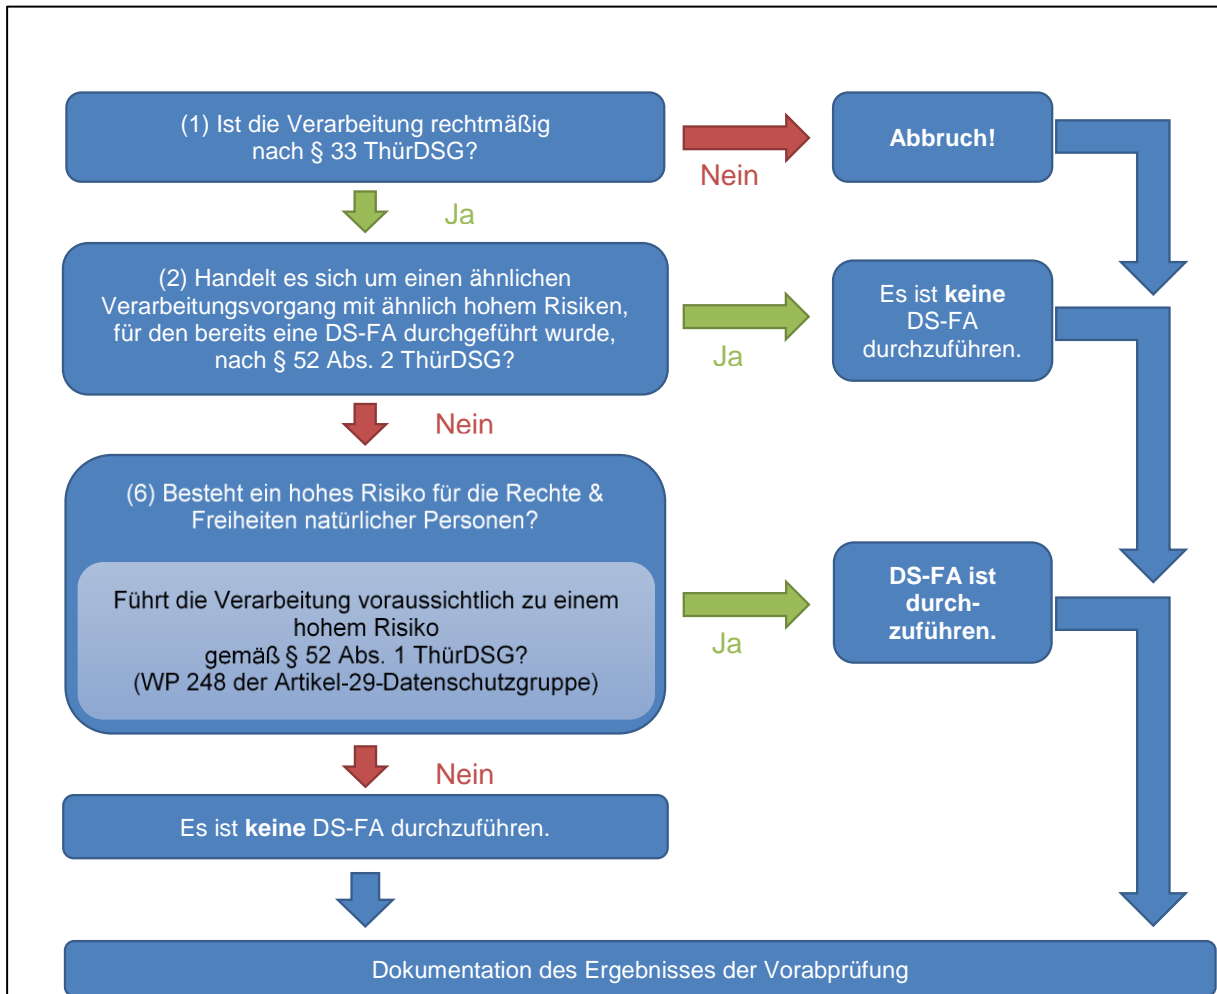 (1) Ist die Verarbeitung rechtmäßig
nach § 33 ThürDSG?
Nein
Abbruch!
Ja
(2) Handelt es sich um einen ähnlichen
Verarbeitungsvorgang mit ähnlich hohem Risiken,
für den bereits eine DS-FA durchgeführt wurde,
nach § 52 Abs. 2 ThürDSG?
Ja
Es ist keine
DS-FA
durchzuführen.
Nein
(6) Besteht ein hohes Risiko für die Rechte &
Freiheiten natürlicher Personen?
Führt die Verarbeitung voraussichtlich zu einem
hohem Risiko
gemäß § 52 Abs. 1 ThürDSG?
(WP 248 der Artikel-29-Datenschutzgruppe)
Ja
DS-FA ist
durch-
zuführen.
Nein
Es ist keine DS-FA durchzuführen.
Dokumentation des Ergebnisses der Vorabprüfung